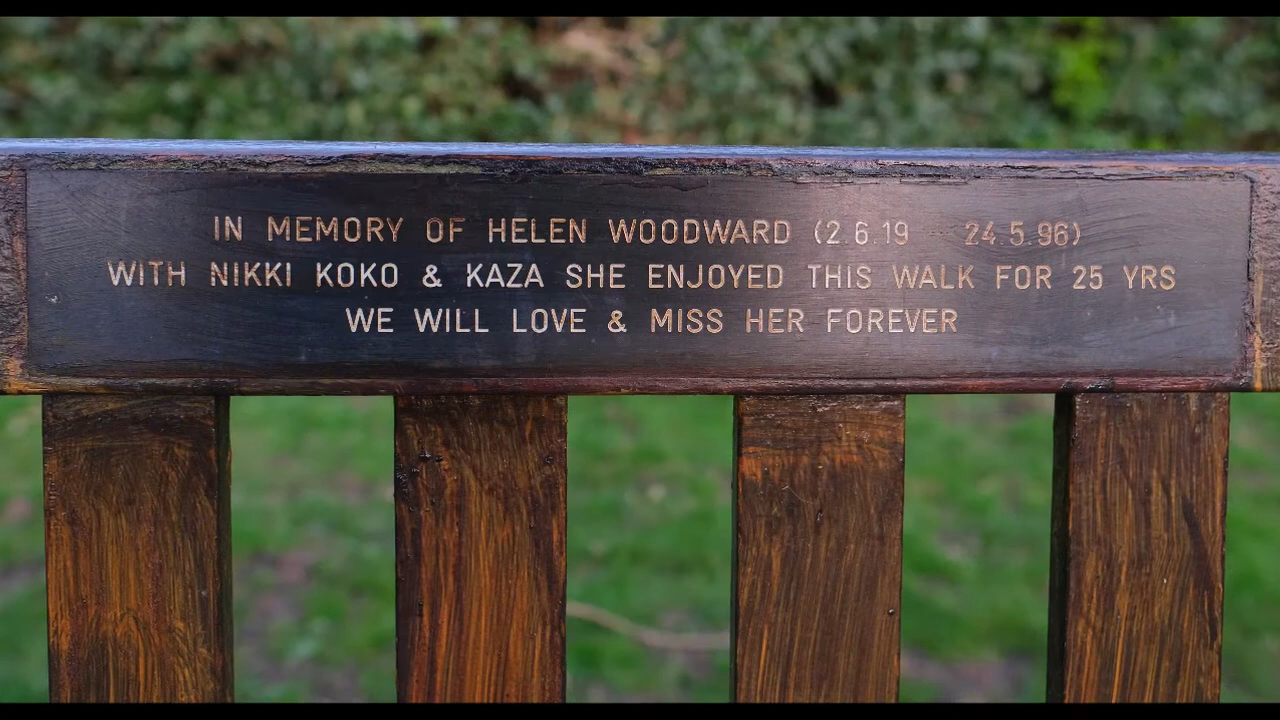 IN MEMORY OF HELEN WOODWARD (2.6.19 - 24.5.96)
WITH NIKKI KOKO & KAZA SHE ENJOYED THIS WALK FOR 25 YRS
WE WILL LOVE & MISS HER FOREVER